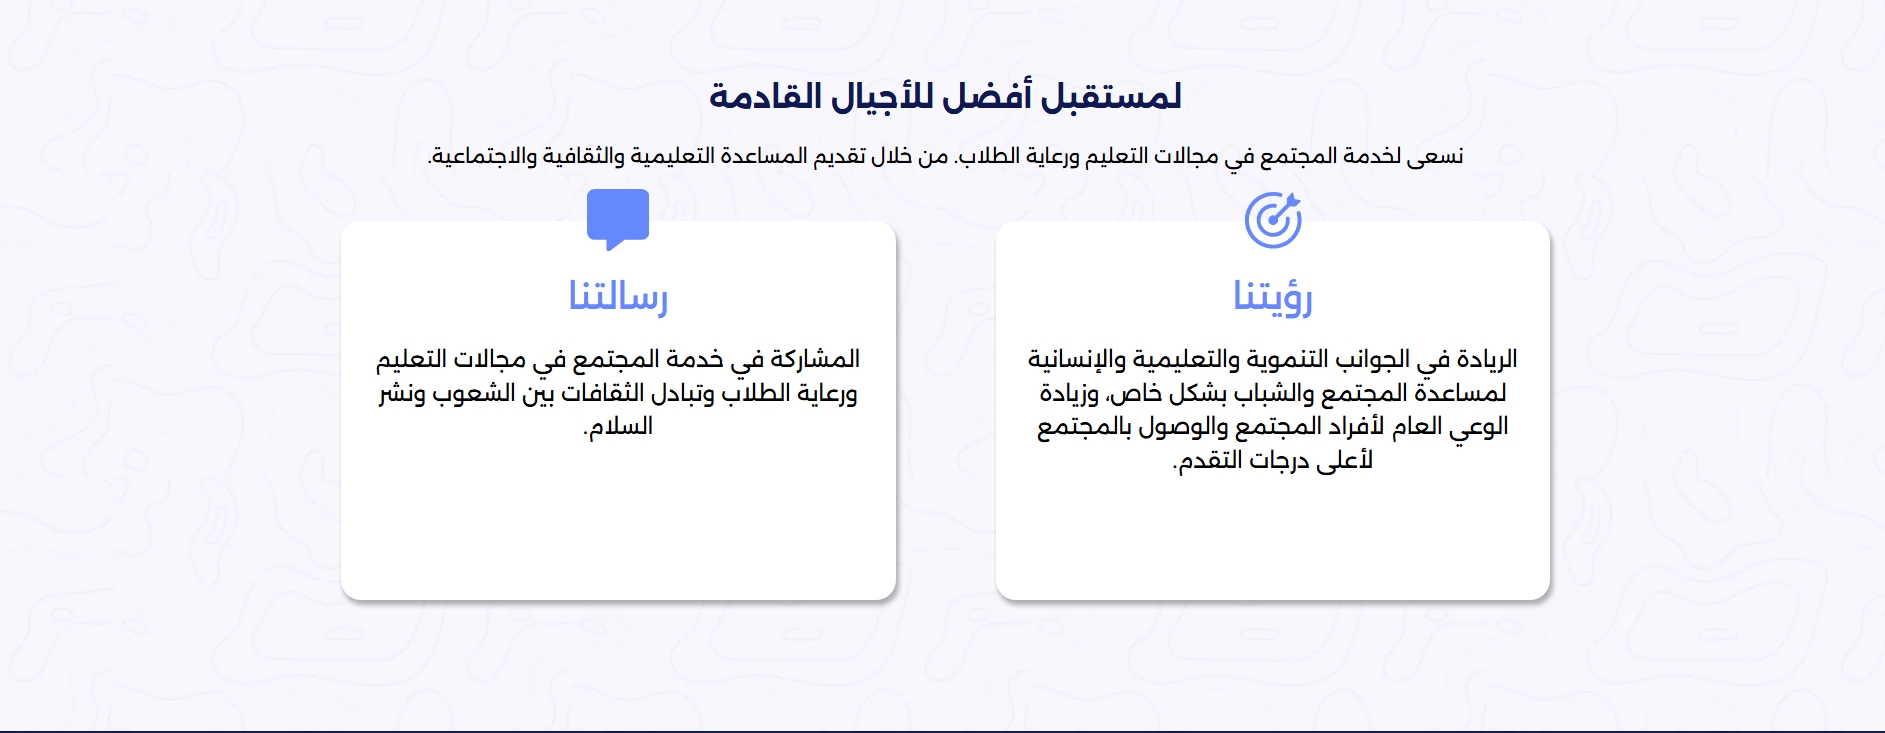 لمستقبل أفضل للأجيال القادمة
نسعى لخدمة المجتمع في مجالات التعليم ورعاية الطلاب. من خلال تقديم المساعدة التعليمية والثقافية والاجتماعية.
رؤيتنا
الريادة في الجوانب التنموية والتعليمية والإنسانية
لمساعدة المجتمع والشباب بشكل خاص، وزيادة
الوعي العام لأفراد المجتمع والوصول بالمجتمع
لأعلى درجات التقدم.
رسالتنا
المشاركة في خدمة المجتمع في مجالات التعليم
ورعاية الطلاب وتبادل الثقافات بين الشعوب ونشر
السلام.